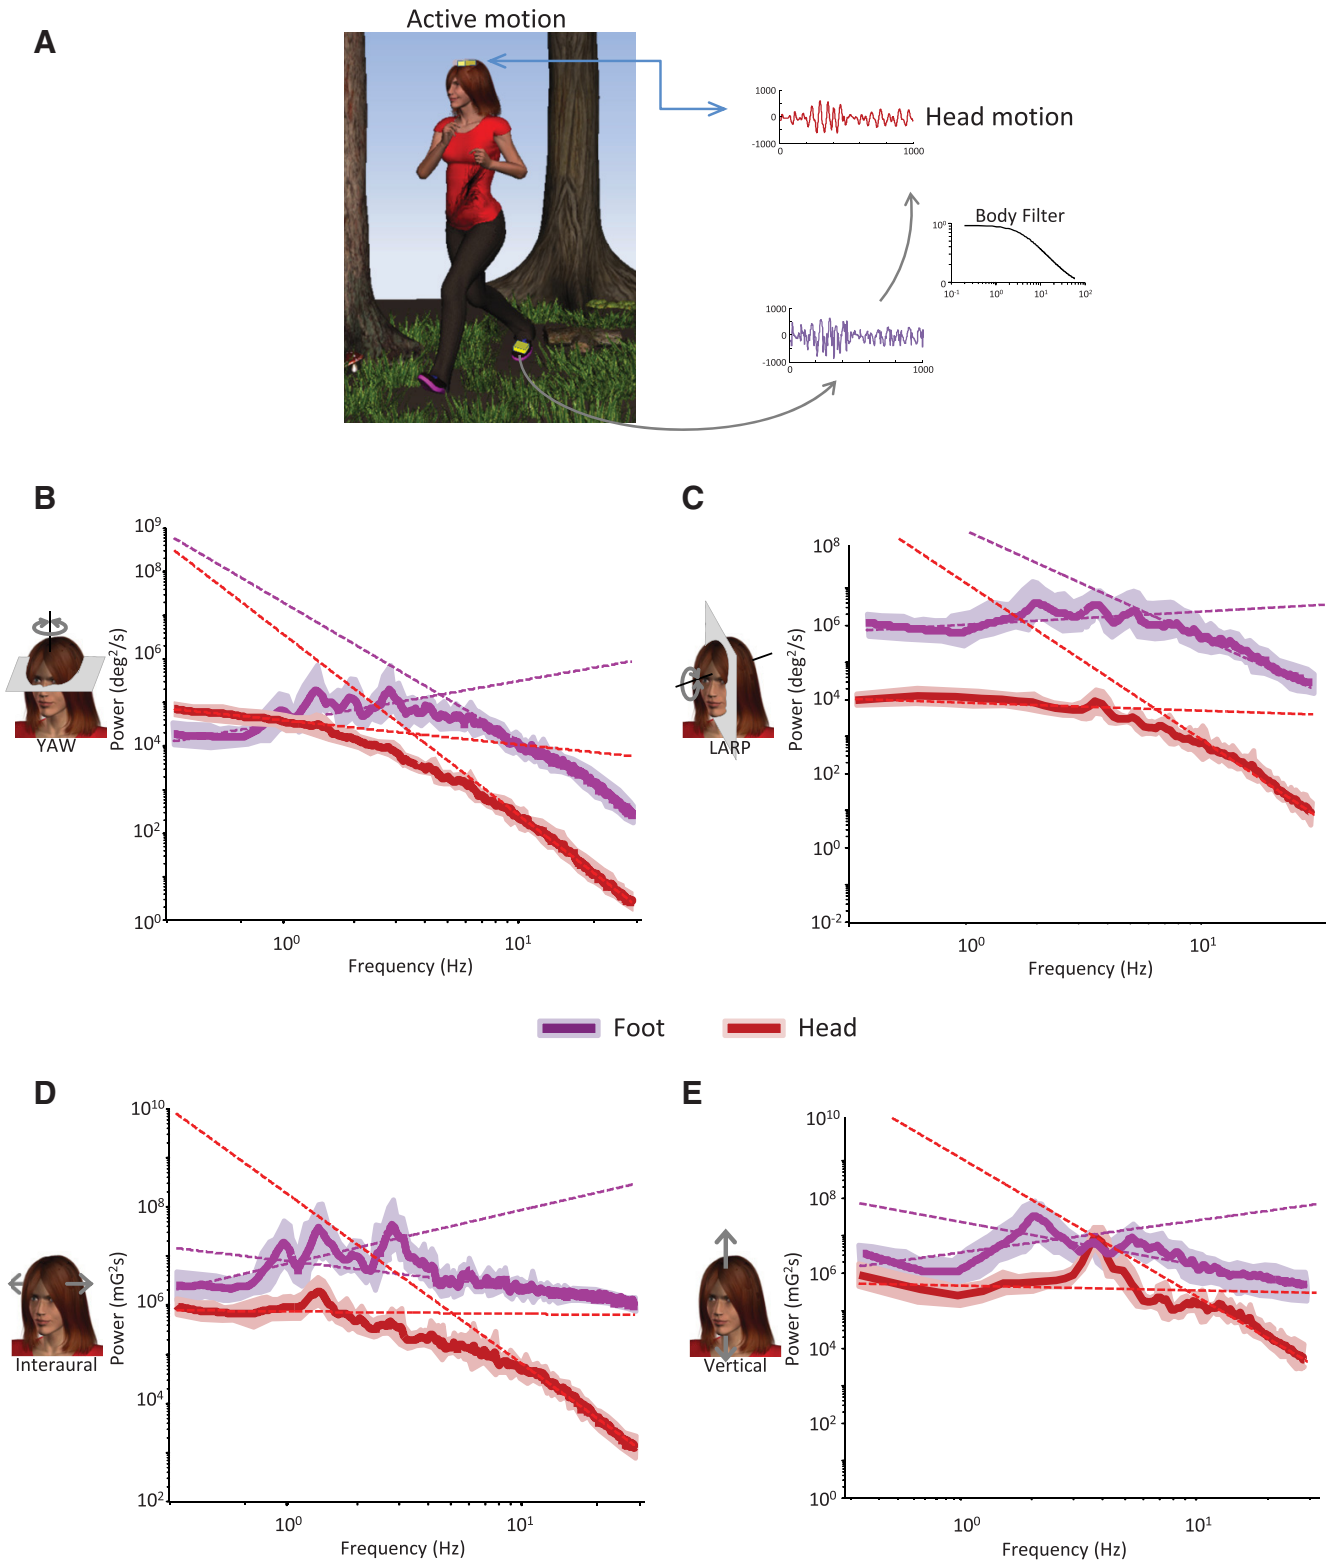 A
Active motion
1000
0
-1000
0
1000
Head motion
Body Filter
10⁰
0
10⁻¹
10⁰
10¹
10²
1000
0
-1000
0
1000
B
10⁹
10⁸
10⁶
10⁴
10²
10⁰
Power (deg²/s)
YAW
10⁰
10¹
Frequency (Hz)
C
10⁸
10⁶
10⁴
10²
10⁰
10⁻²
Power (deg²/s)
LARP
10⁰
10¹
Frequency (Hz)
Foot
Head
D
10¹⁰
10⁸
10⁶
10⁴
10²
Power (mG²s)
Interaural
10⁰
10¹
Frequency (Hz)
E
10¹⁰
10⁸
10⁶
10⁴
10²
10⁰
Power (mG²s)
Vertical
10⁰
10¹
Frequency (Hz)